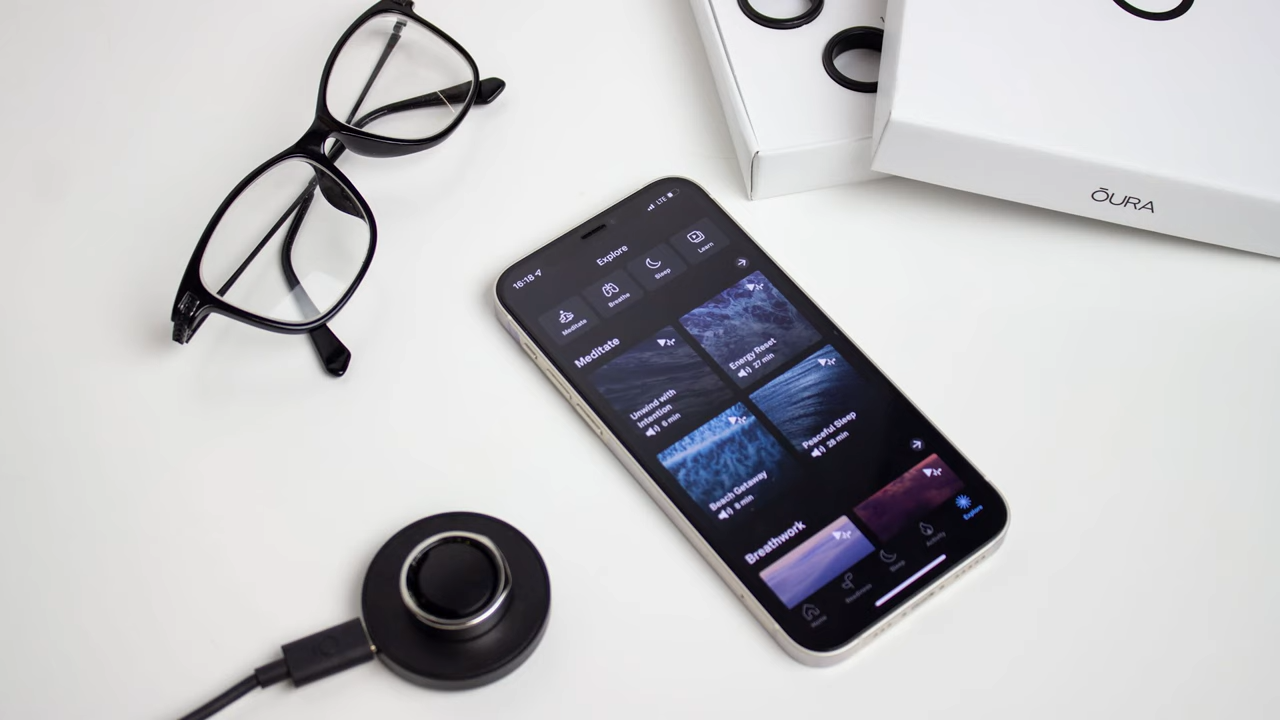 ŌURA
16:18
LTE
Explore
Meditate
Breathe
Sleep
Learn
Meditate
Unwind with
Intention
6 min
Energy Reset
27 min
Beach Getaway
8 min
Peaceful Sleep
28 min
Breathwork
Home
Readiness
Sleep
Activity
Explore